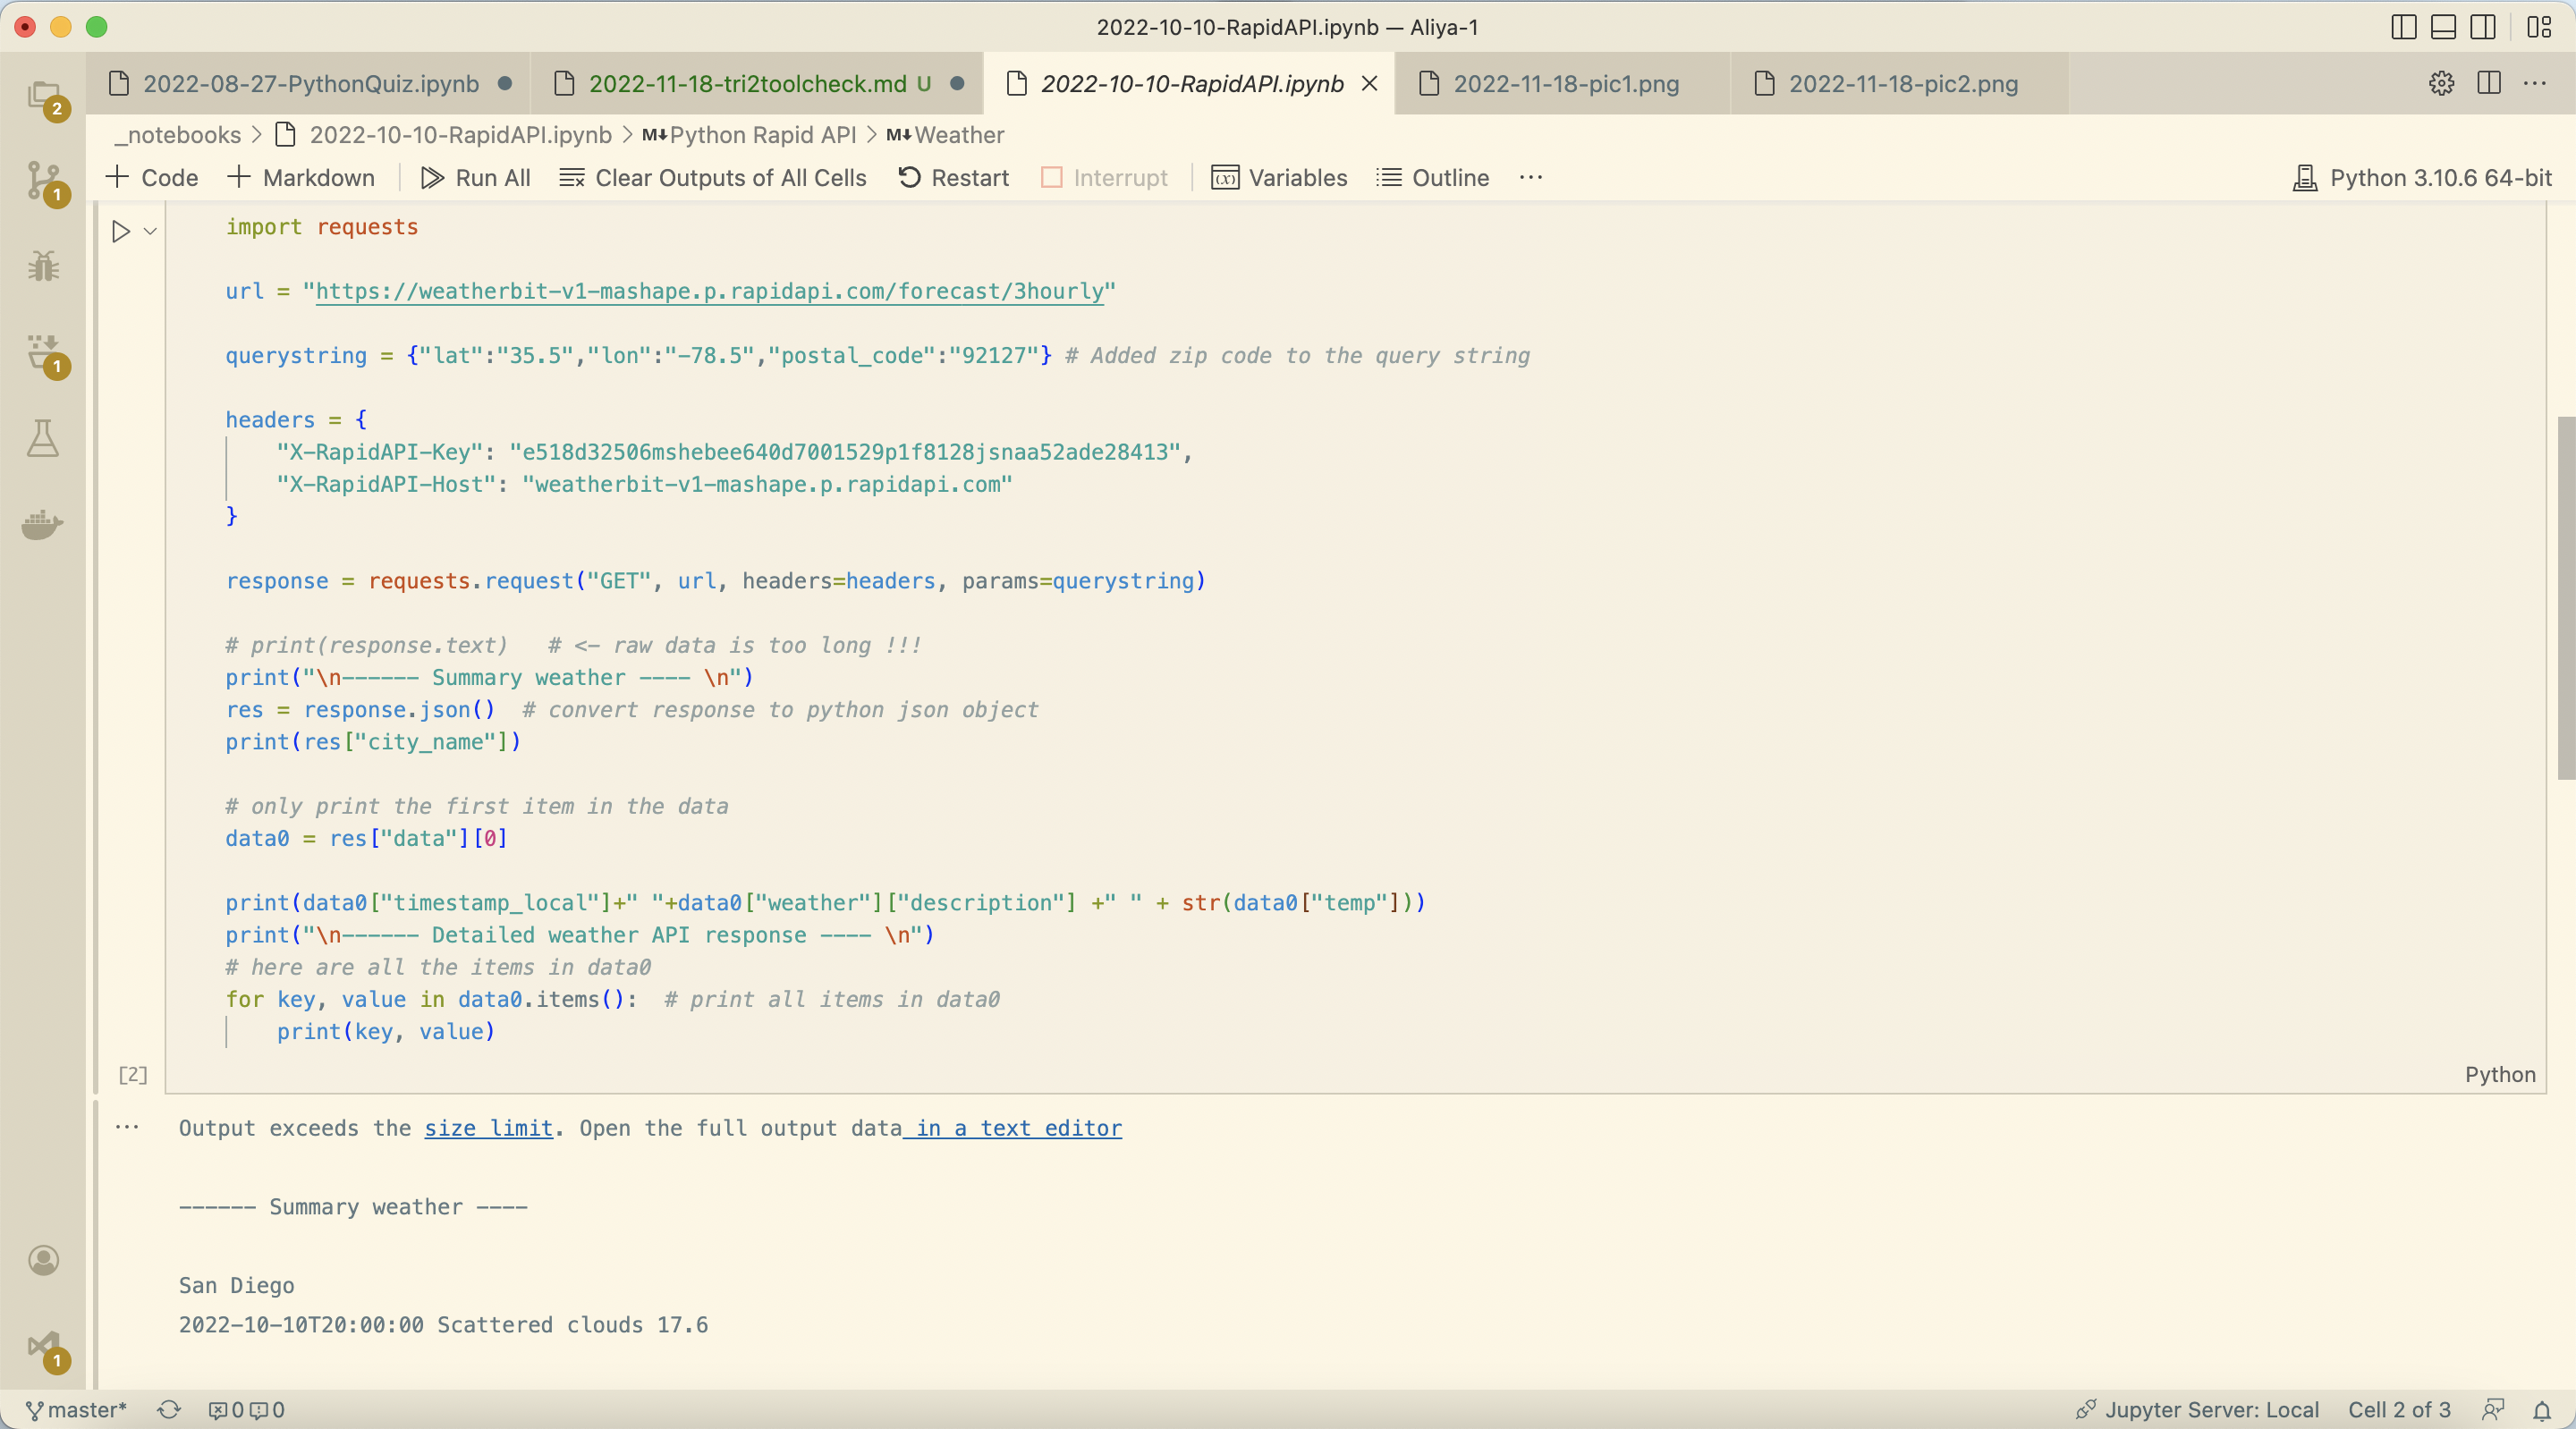 2022-10-10-RapidAPI.ipynb — Aliya-1
2022-08-27-PythonQuiz.ipynb
2022-11-18-tri2toolcheck.md U
2022-10-10-RapidAPI.ipynb
2022-11-18-pic1.png
2022-11-18-pic2.png
_notebooks > 2022-10-10-RapidAPI.ipynb > M↓Python Rapid API > M↓Weather
+ Code + Markdown Run All Clear Outputs of All Cells Restart Interrupt Variables Outline ··· Python 3.10.6 64-bit
2
1
1
import requests
url = "https://weatherbit-v1-mashape.p.rapidapi.com/forecast/3hourly"
querystring = {"lat":"35.5","lon":"-78.5","postal_code":"92127"} # Added zip code to the query string
headers = {
    "X-RapidAPI-Key": "e518d32506mshebee640d7001529p1f8128jsnaa52ade28413",
    "X-RapidAPI-Host": "weatherbit-v1-mashape.p.rapidapi.com"
}
response = requests.request("GET", url, headers=headers, params=querystring)
# print(response.text)   # <- raw data is too long !!!
print("\n------ Summary weather ---- \n")
res = response.json()  # convert response to python json object
print(res["city_name"])
# only print the first item in the data
data0 = res["data"][0]
print(data0["timestamp_local"]+" "+data0["weather"]["description"] +" " + str(data0["temp"]))
print("\n------ Detailed weather API response ---- \n")
# here are all the items in data0
for key, value in data0.items():  # print all items in data0
    print(key, value)
[2] Python
··· Output exceeds the size limit. Open the full output data in a text editor
------ Summary weather ----
San Diego
2022-10-10T20:00:00 Scattered clouds 17.6
1
master* 0 0 Jupyter Server: Local Cell 2 of 3